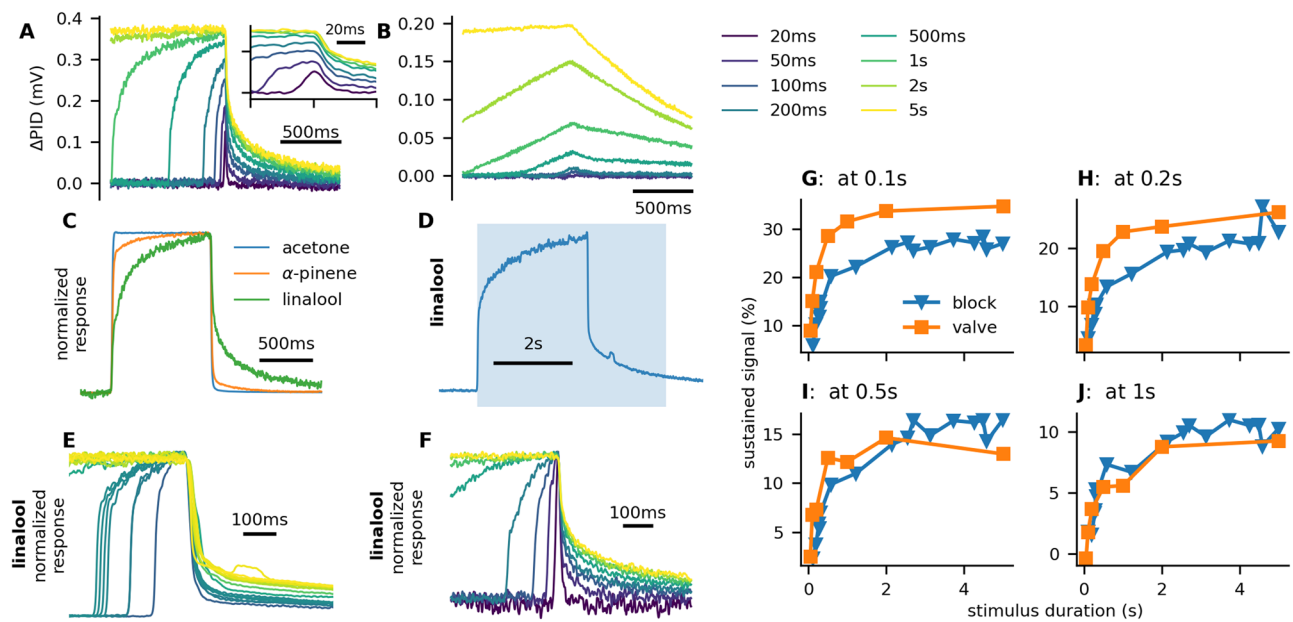 A
0.4
0.3
0.2
0.1
0.0
ΔPID (mV)
20ms
500ms
B
0.20
0.15
0.10
0.05
0.00
500ms
20ms
50ms
100ms
200ms
500ms
1s
2s
5s
C
normalized
response
acetone
α-pinene
linalool
500ms
D
linalool
2s
E
linalool
normalized
response
100ms
F
linalool
normalized
response
100ms
G: at 0.1s
30
20
10
block
valve
H: at 0.2s
20
10
sustained signal (%)
I: at 0.5s
15
10
5
0
2
4
J: at 1s
10
5
0
0
2
4
stimulus duration (s)